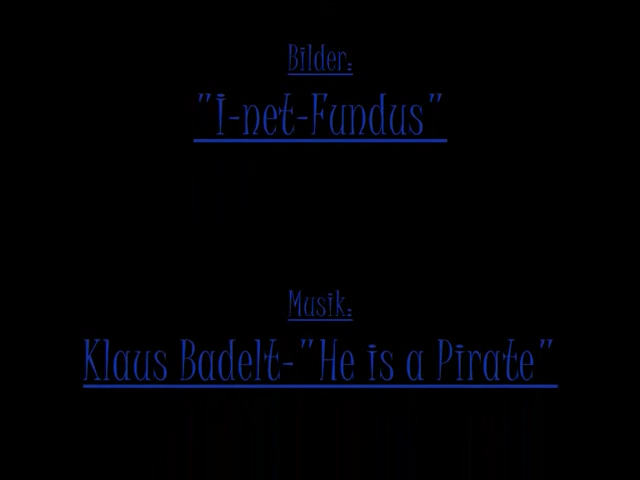 Bilder:
"I-net-Fundus"
Musik:
Klaus Badelt-"He is a Pirate"